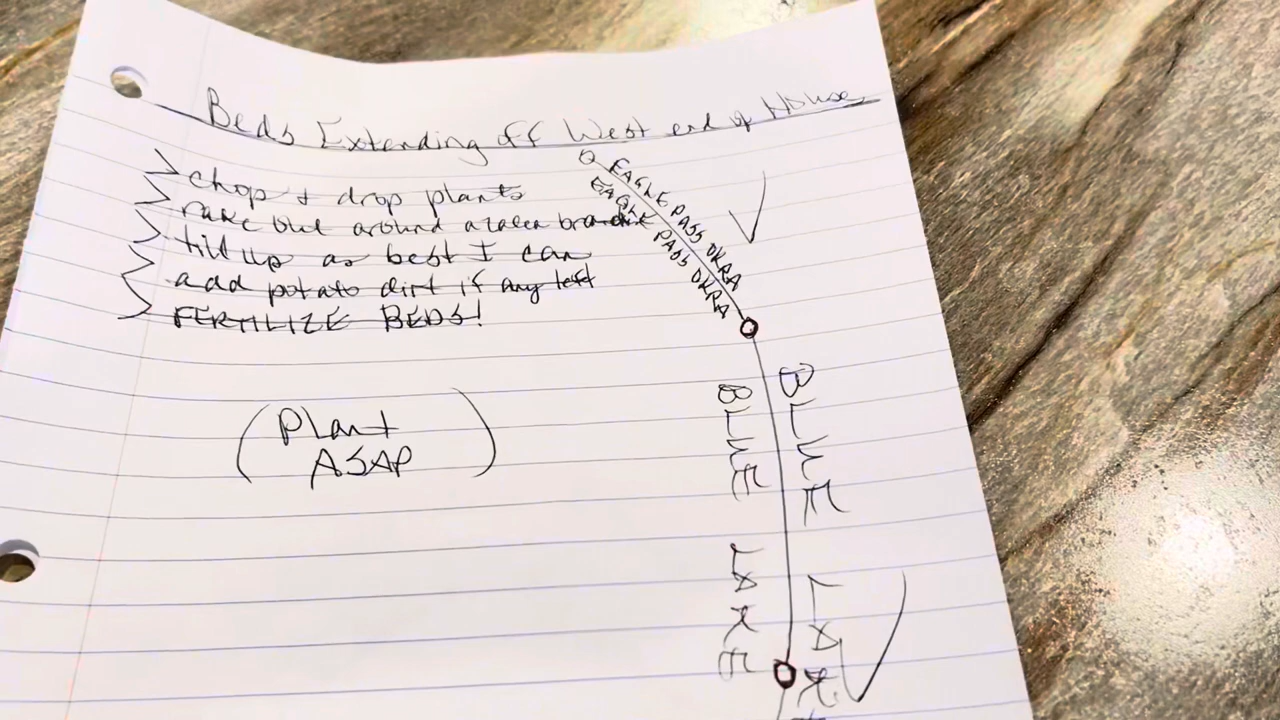 Beds Extending off West end of House
chop & drop plants
rake out around azalea branch
till up as best I can
add potato dirt if any left
FERTILIZE BEDS!
(Plant
ASAP)
EAGLE PASS OKRA
EAGLE PASS OKRA
BLUE LAKE
BLUE LAK